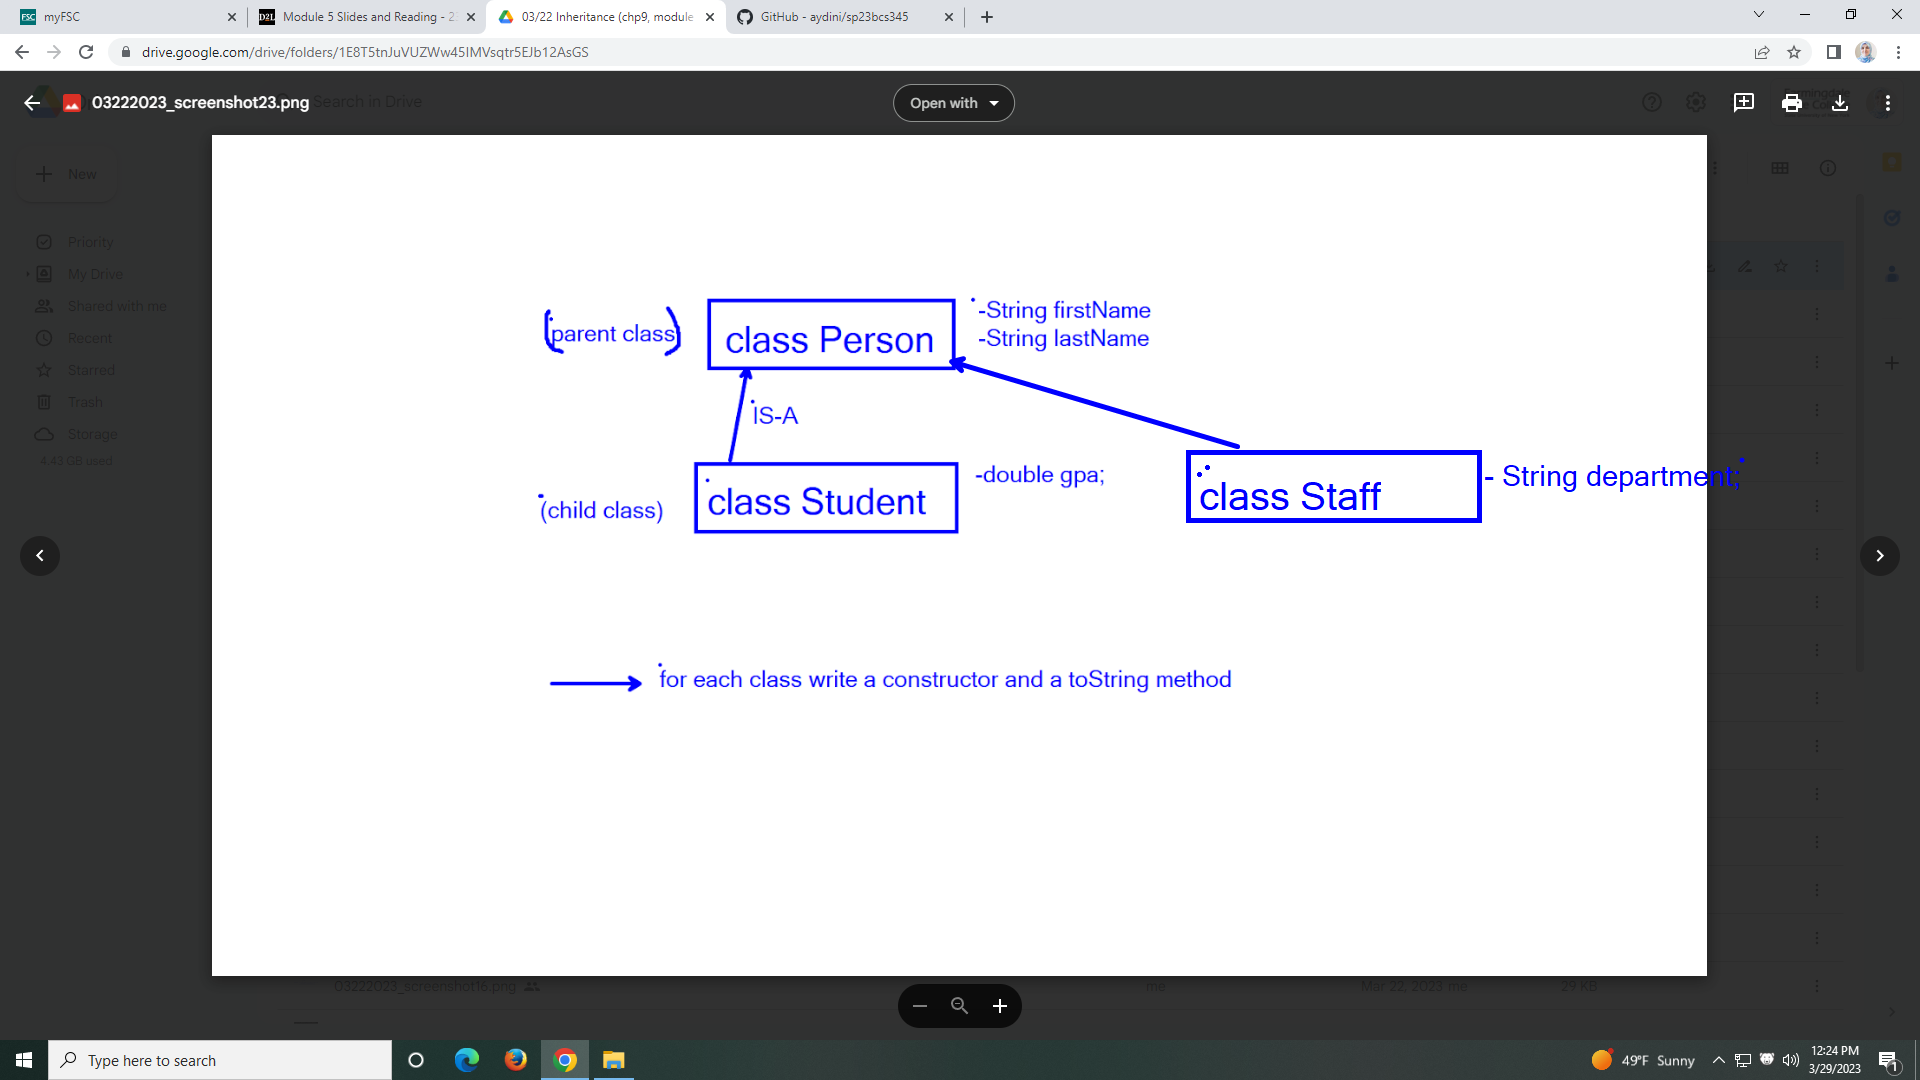 myFSC
Module 5 Slides and Reading - 2
03/22 Inheritance (chp9, module
GitHub - aydini/sp23bcs345
drive.google.com/drive/folders/1E8T5tnJuVUZWw45IMVsqtr5EJb12AsGS
03222023_screenshot23.png
Search in Drive
Open with
New
Priority
My Drive
Shared with me
Recent
Starred
Trash
Storage
4.43 GB used
(parent class)
class Person
-String firstName
-String lastName
IS-A
(child class)
class Student
-double gpa;
class Staff
- String department;
for each class write a constructor and a toString method
03222023_screenshot16.png
me
Mar 22, 2023 me
29 KB
Type here to search
49°F Sunny
12:24 PM
3/29/2023
1